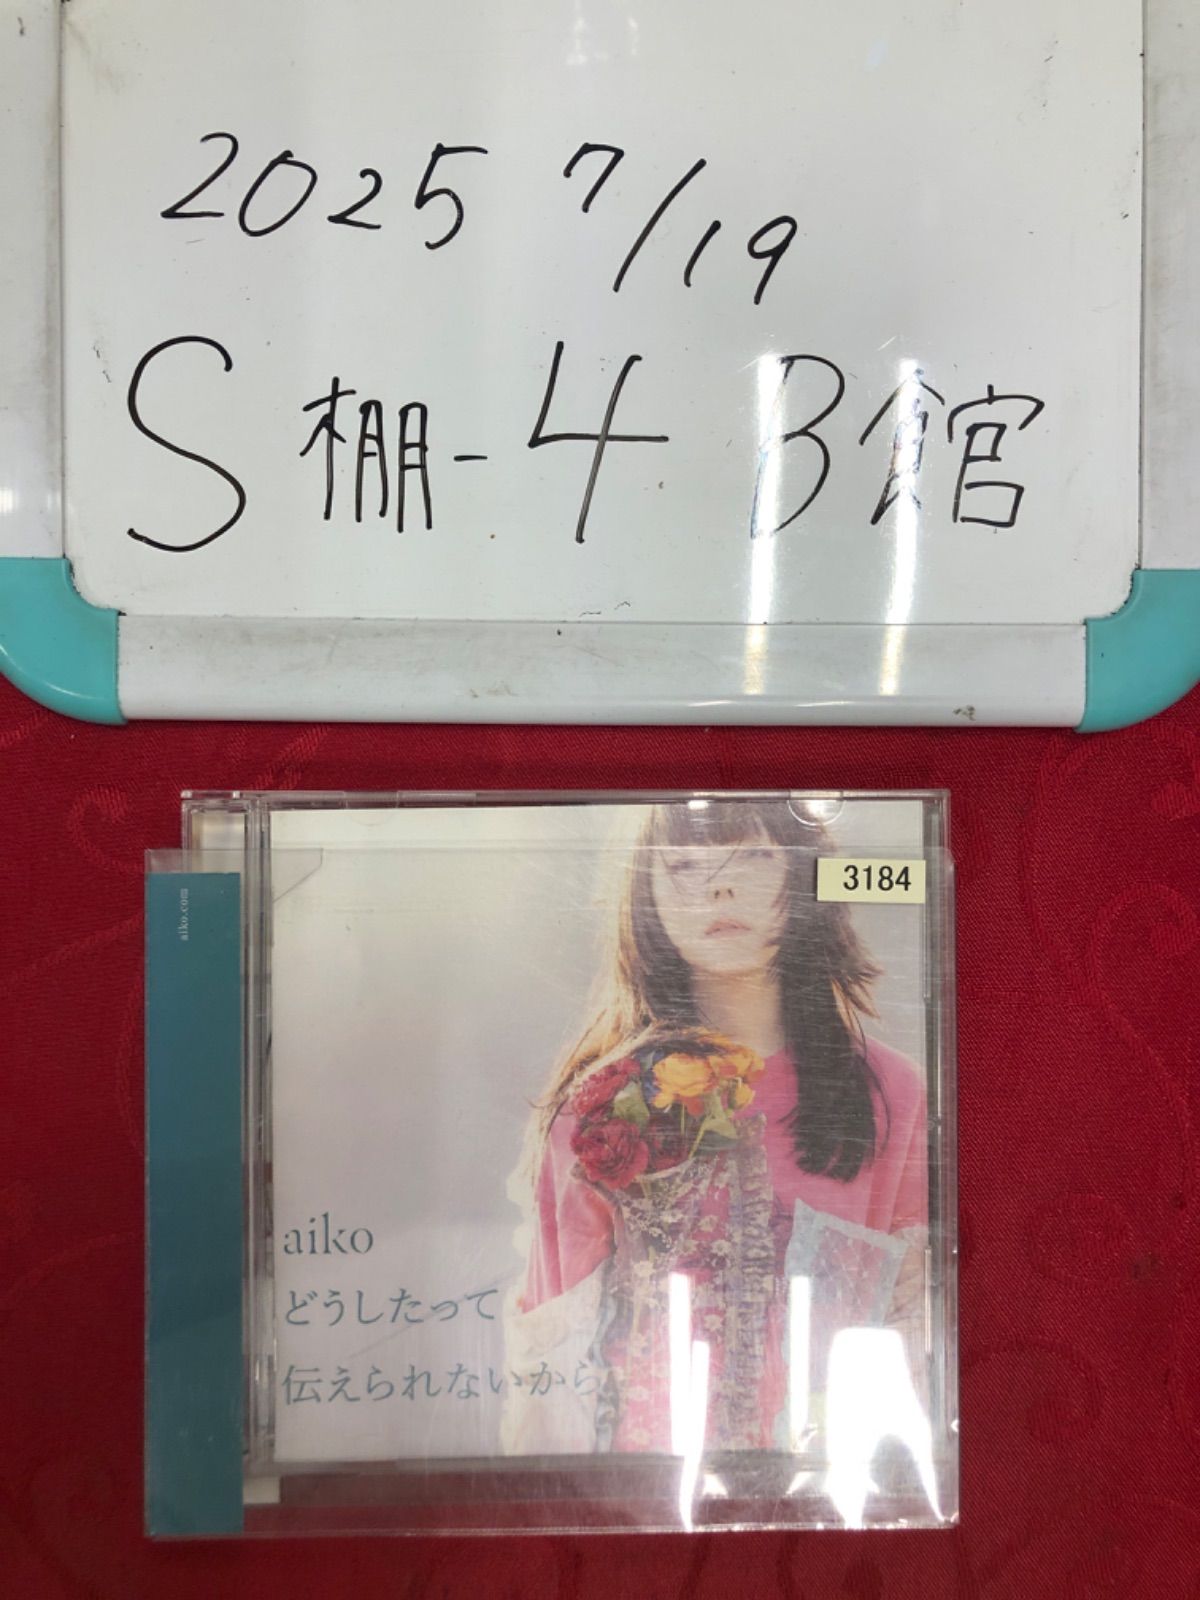 2025 7/19
S棚-4 B館
3184
aiko.com
aiko
どうしたって
伝えられないから